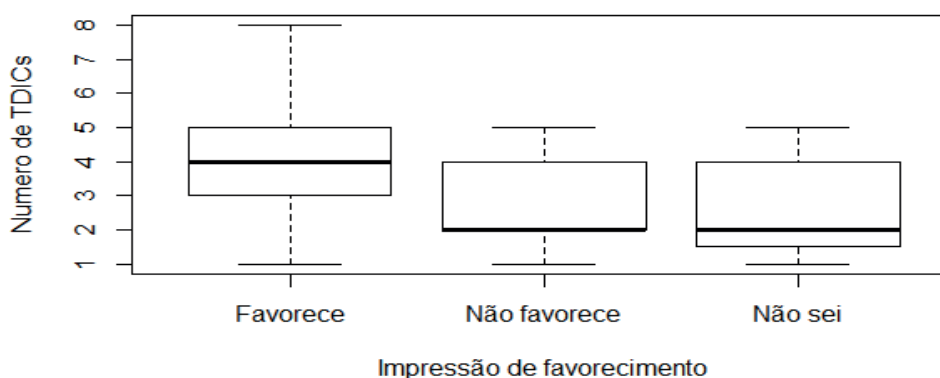 Numero de TDICs
8
7
6
5
4
3
2
1
Favorece Não favorece Não sei
Impressão de favorecimento